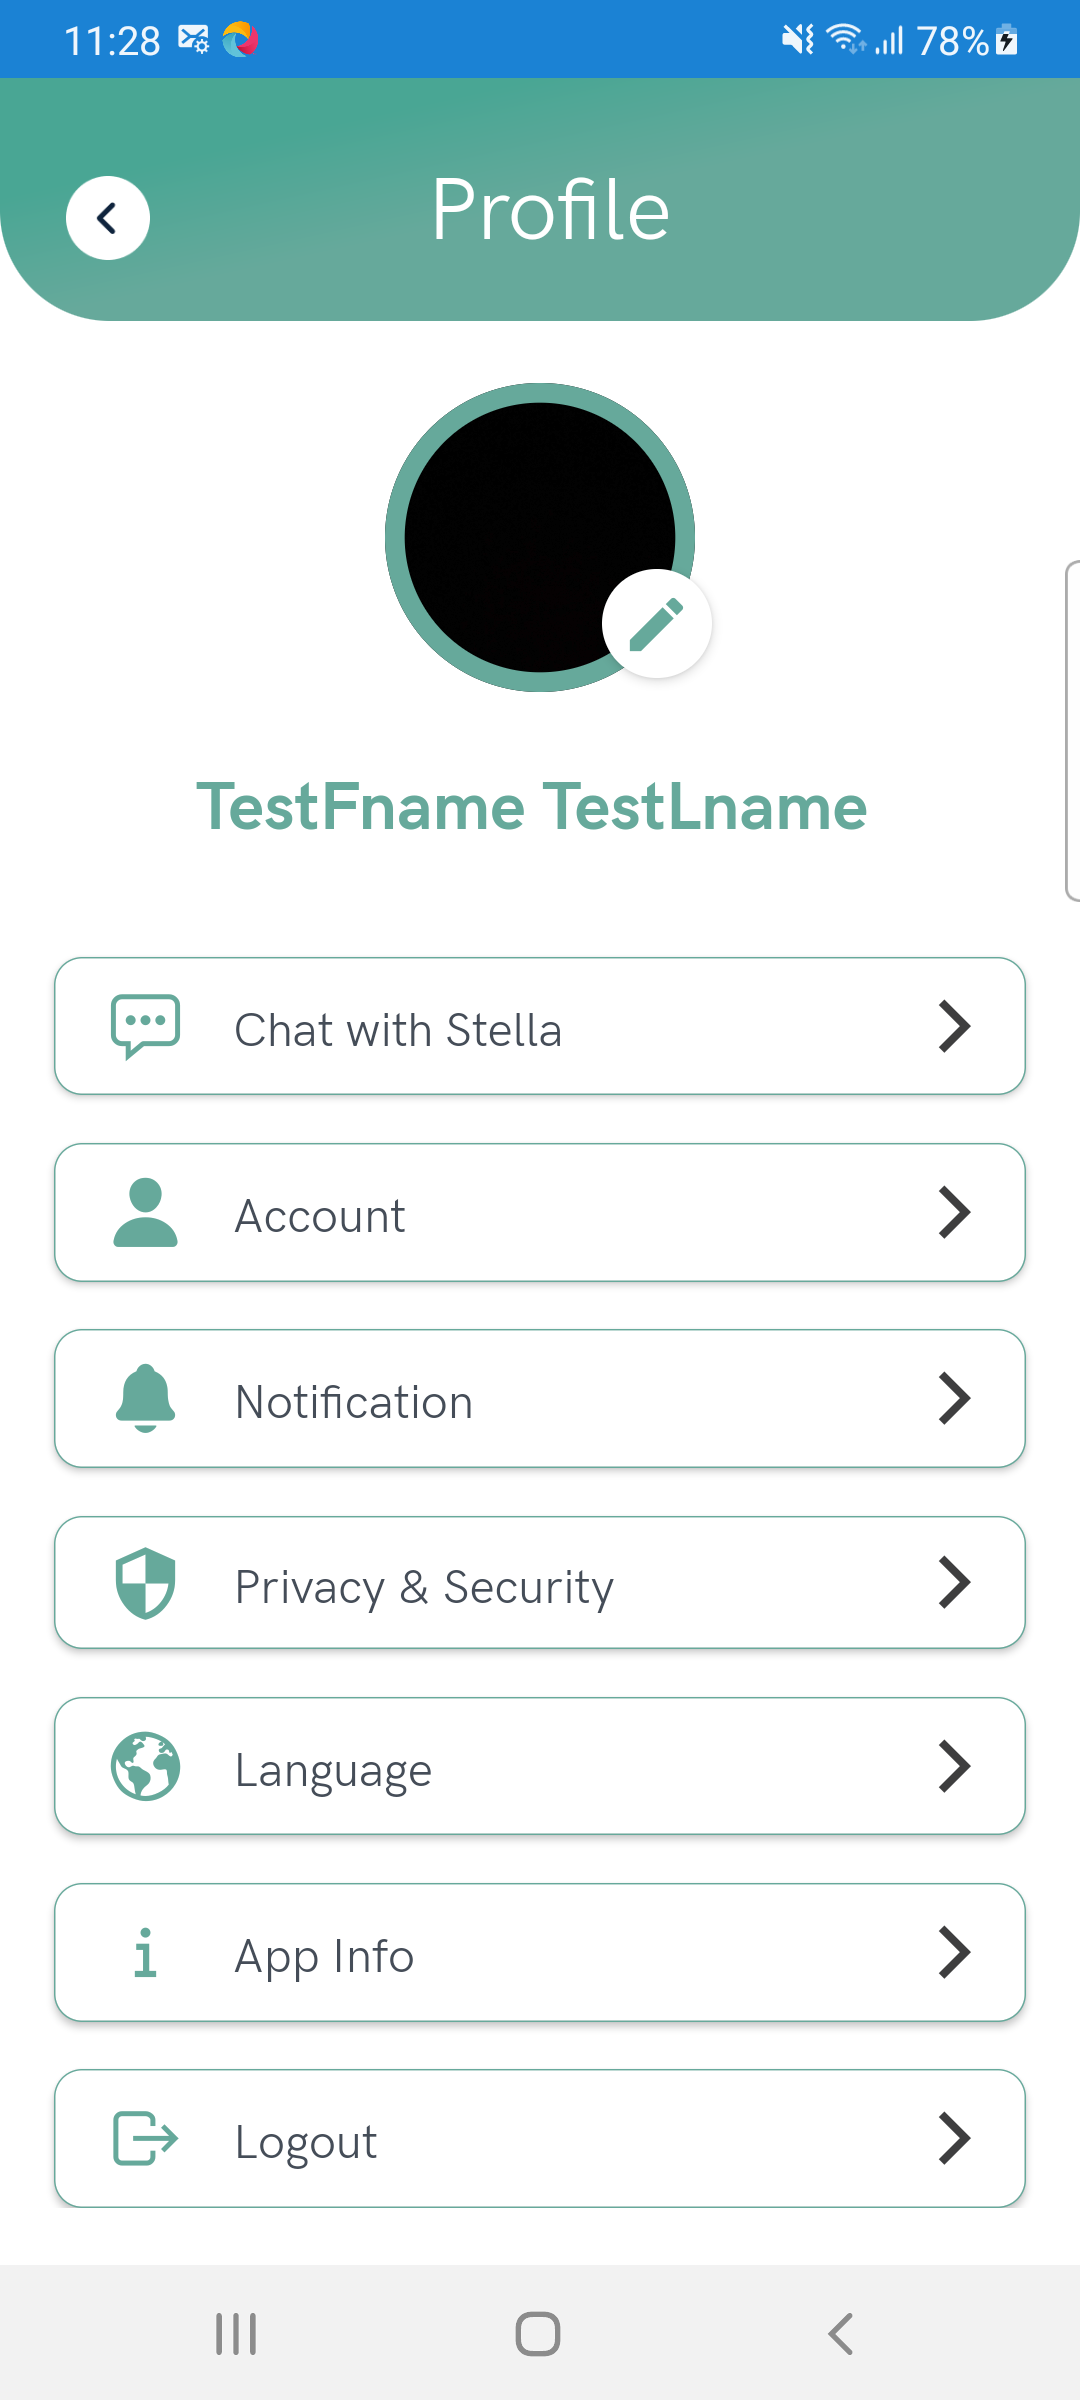 11:28
78%
Profile
TestFname TestLname
Chat with Stella
Account
Notification
Privacy & Security
Language
App Info
Logout